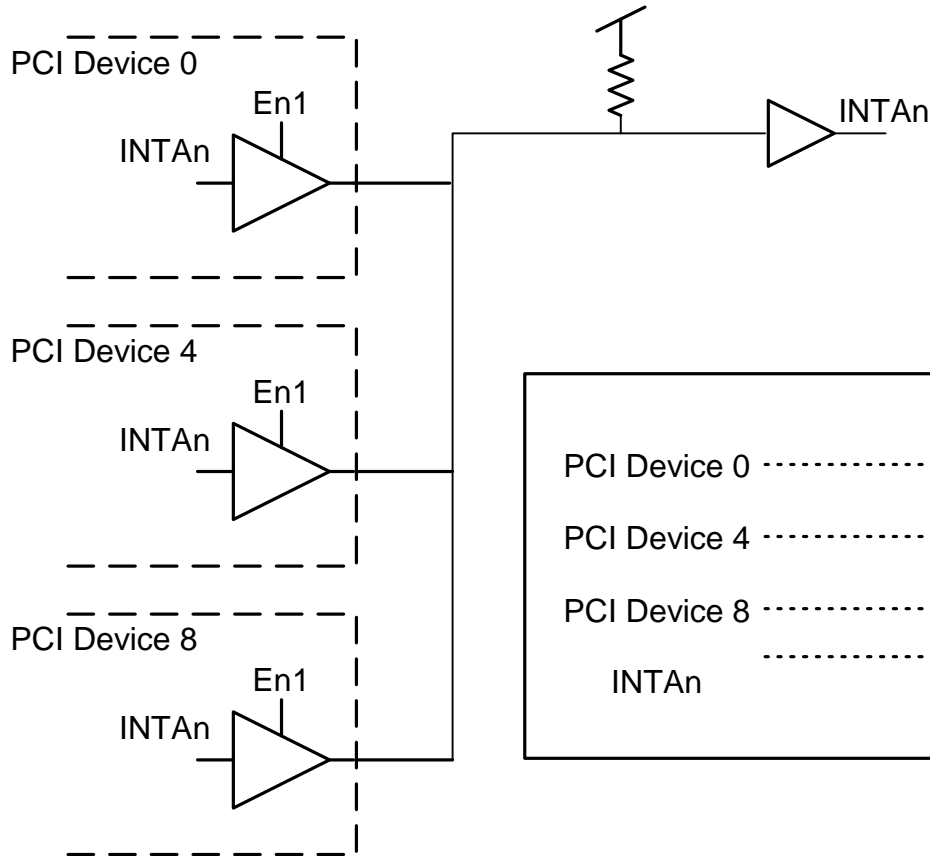 PCI Device 0
En1
INTAn
INTAn
PCI Device 4
En1
INTAn
PCI Device 8
En1
INTAn
PCI Device 0
PCI Device 4
PCI Device 8
INTAn